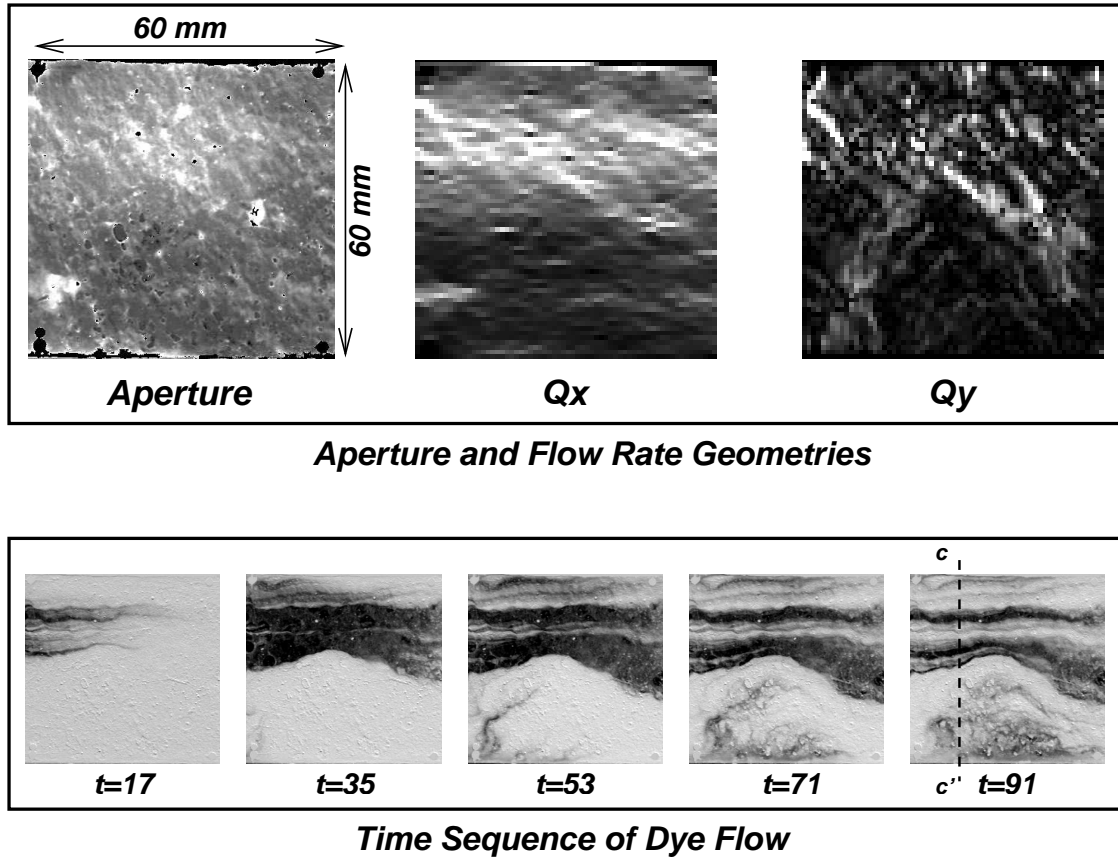 60 mm
60 mm
Aperture
Qx
Qy
Aperture and Flow Rate Geometries
c
t=17
t=35
t=53
t=71
c'
t=91
Time Sequence of Dye Flow